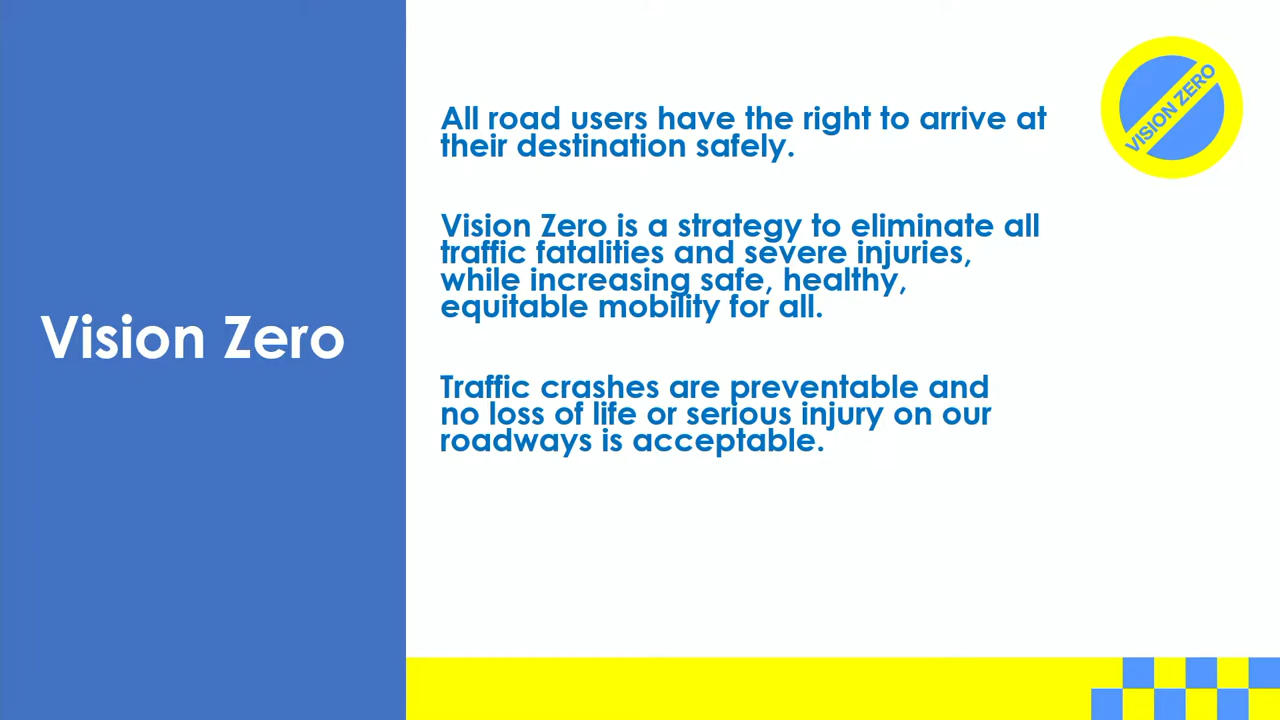 Vision Zero
All road users have the right to arrive at
their destination safely.
Vision Zero is a strategy to eliminate all
traffic fatalities and severe injuries,
while increasing safe, healthy,
equitable mobility for all.
Traffic crashes are preventable and
no loss of life or serious injury on our
roadways is acceptable.
VISION ZERO